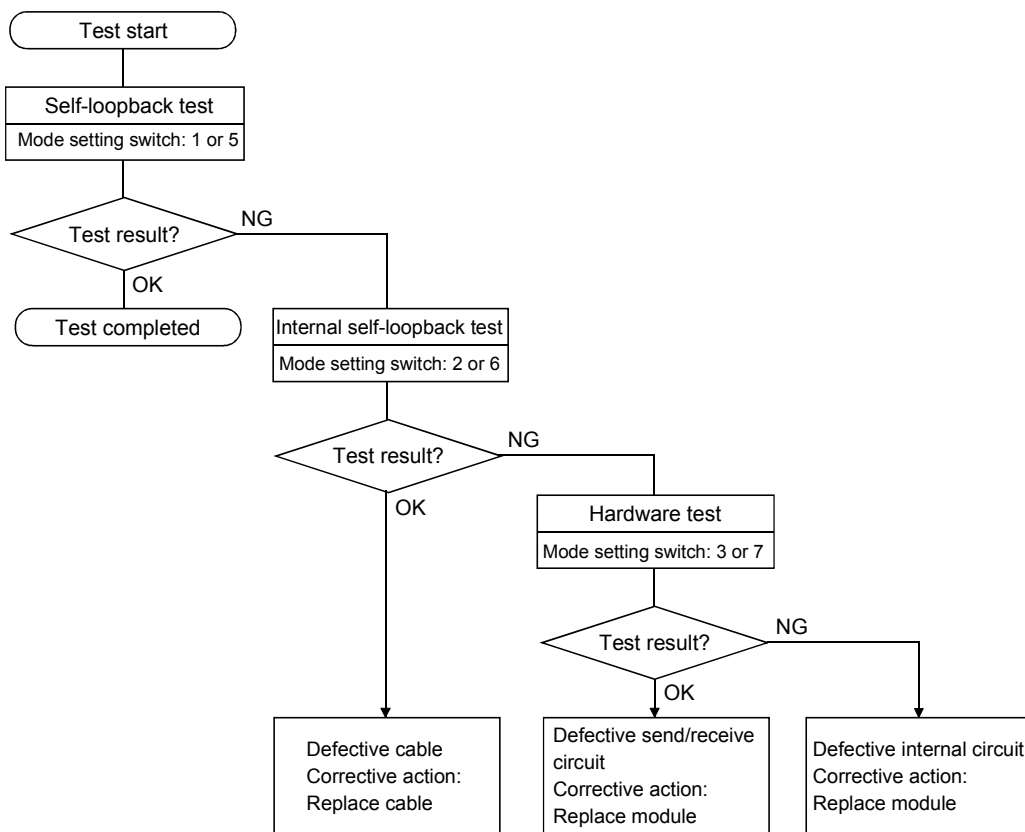 Test start
Self-loopback test
Mode setting switch: 1 or 5
Test result?
NG
OK
Test completed
Internal self-loopback test
Mode setting switch: 2 or 6
Test result?
NG
OK
Hardware test
Mode setting switch: 3 or 7
Test result?
NG
OK
Defective cable
Corrective action:
Replace cable
Defective send/receive
circuit
Corrective action:
Replace module
Defective internal circuit
Corrective action:
Replace module